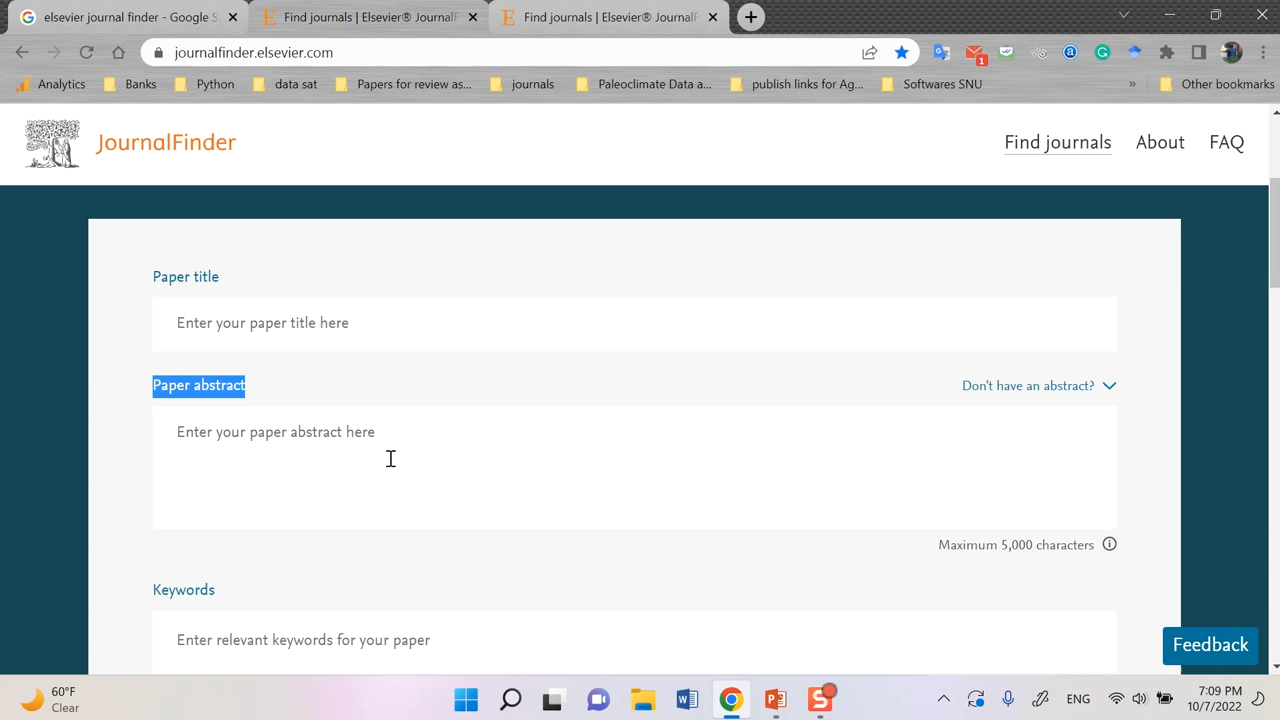 elsevier abstract finder - Google S
Find journals | Elsevier® JournalF
Find journals | Elsevier® JournalF
journalfinder.elsevier.com
1
Analytics
Banks
Python
data sat
Papers for review as...
journals
Paleoclimate Data a...
publish links for Ag...
Softwares SNU
»
Other bookmarks
JournalFinder
Find journals
About
FAQ
Paper title
Enter your paper title here
Paper abstract
Don't have an abstract?
Enter your paper abstract here
Maximum 5,000 characters
Keywords
Enter relevant keywords for your paper
Feedback
60°F
Clear
ENG
7:09 PM
10/7/2022